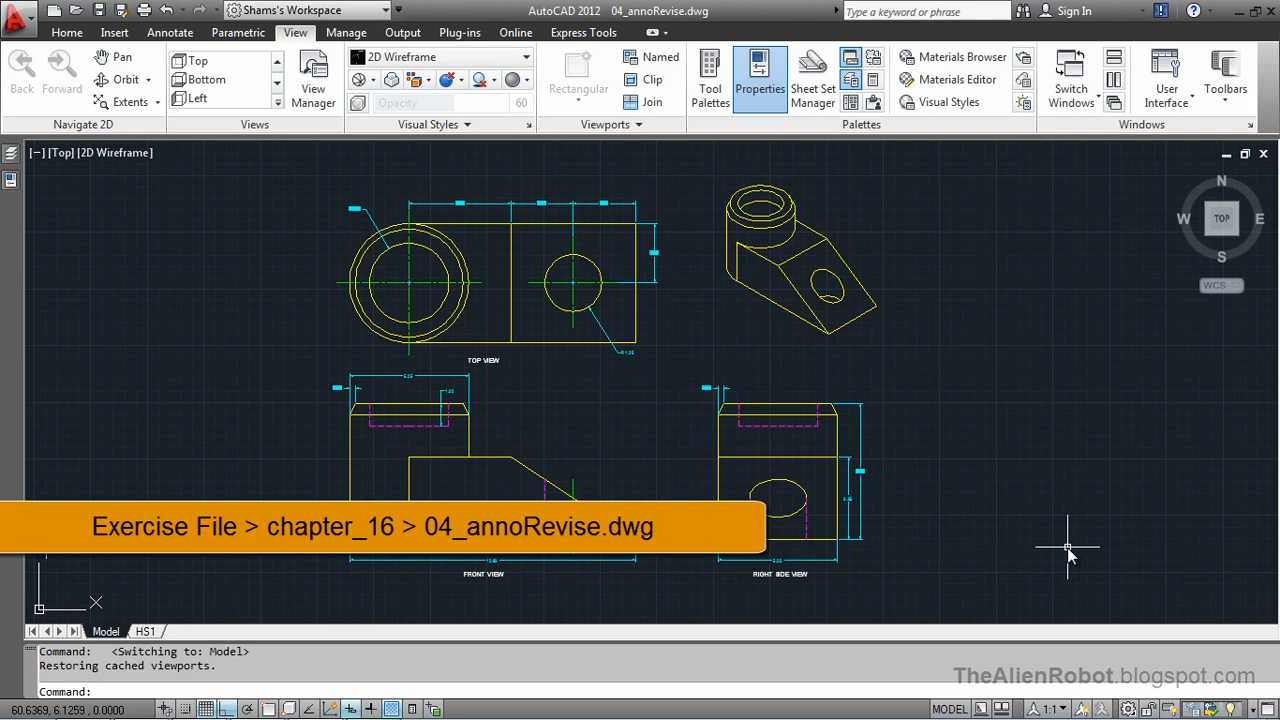 Shams's Workspace
AutoCAD 2012 04_annoRevise.dwg
Type a keyword or phrase
Sign In
Home Insert Annotate Parametric View Manage Output Plug-ins Online Express Tools
Back
Forward
Pan
Orbit
Extents
Navigate 2D
Top
Bottom
Left
View Manager
Views
2D Wireframe
Opacity 60
Visual Styles
Rectangular
Named
Clip
Join
Viewports
Tool Palettes
Properties
Sheet Set Manager
Materials Browser
Materials Editor
Visual Styles
Palettes
Switch Windows
User Interface
Toolbars
Windows
[−] [Top] [2D Wireframe]
N
W TOP E
S
WCS
TOP VIEW
Exercise File > chapter_16 > 04_annoRevise.dwg
FRONT VIEW
RIGHT SIDE VIEW
Model HS1
Command: <Switching to: Model>
Restoring cached viewports.
Command:
TheAlienRobot.blogspot.com
60.6369, 6.1259, 0.0000
MODEL
1:1